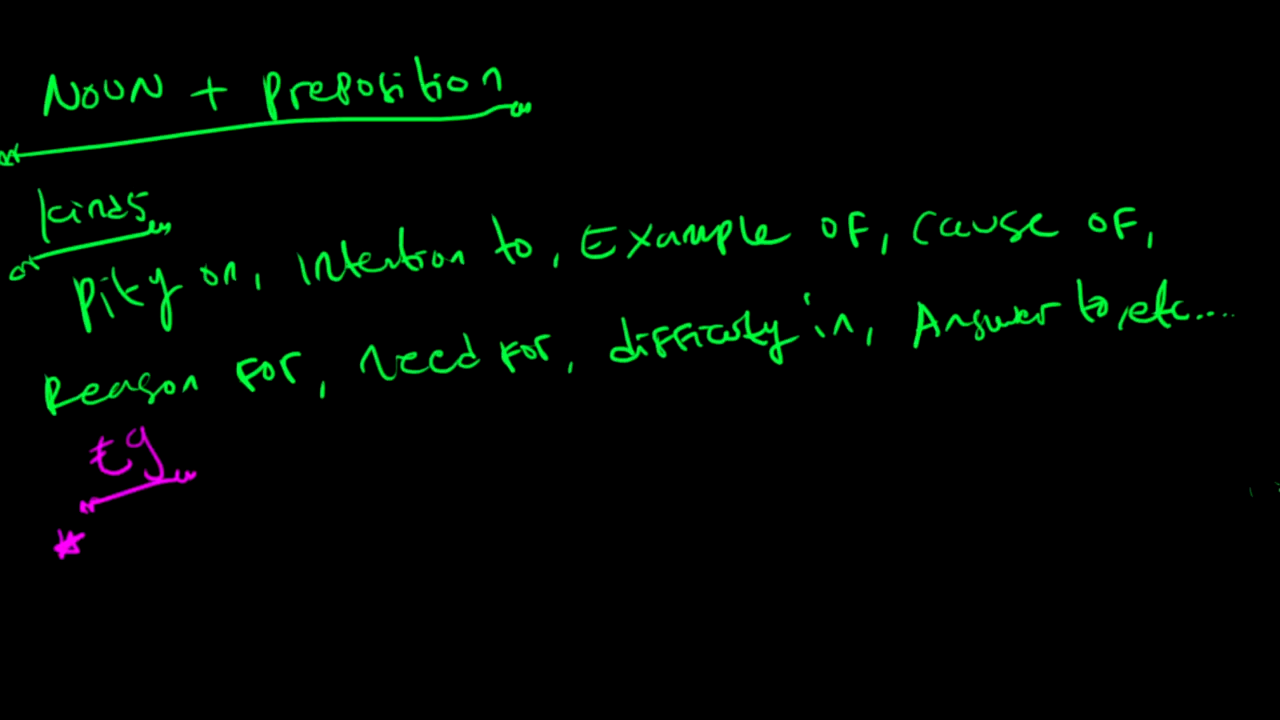 Noun + Preposition
kinds
Pity on, Intention to, Example of, cause of,
Reason for, Need for, difficulty in, Answer to, etc....
Eg
*